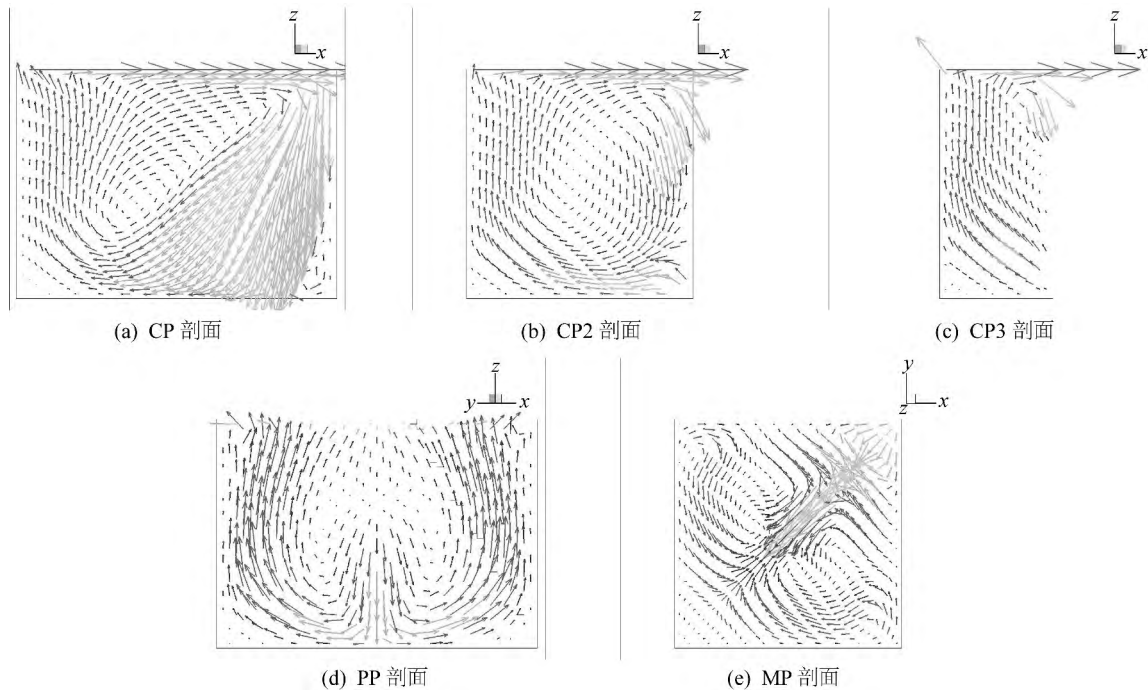 z
x
z
x
z
x
(a) CP 剖面
(b) CP2 剖面
(c) CP3 剖面
z
y x
y
z x
(d) PP 剖面
(e) MP 剖面